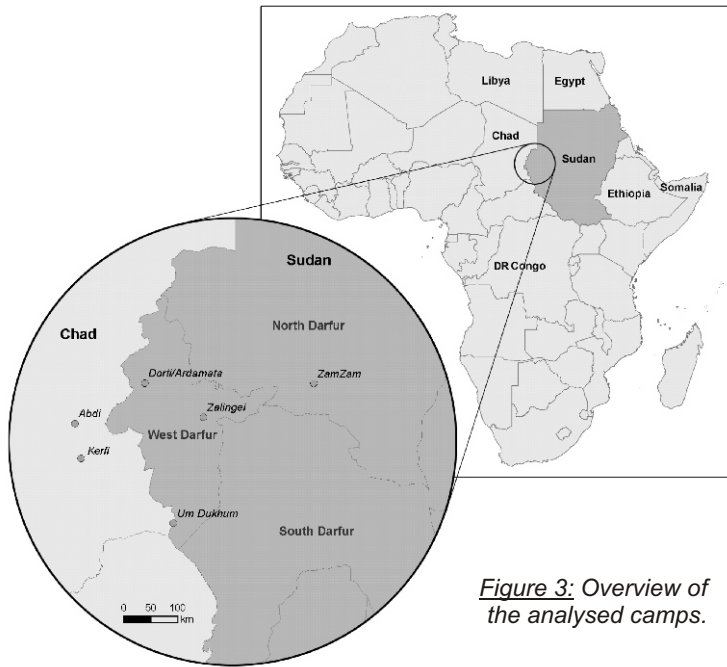 Libya
Egypt
Chad
Sudan
Ethiopia
Somalia
DR Congo
Sudan
Chad
North Darfur
Dorti/Ardamata
ZamZam
Abdi
Zalingei
West Darfur
Kerfi
Um Dukhum
South Darfur
0 50 100
km
Figure 3: Overview of
the analysed camps.